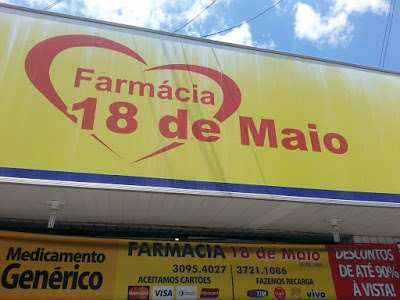 Farmácia
18 de Maio
Medicamento
Genérico
FARMACIA 18 de Maio
3095.4027 3721.1086
ACEITAMOS CARTÕES
FAZEMOS RECARGA
VISA
TIM
vivo
DESCONTOS
DE ATÉ 90%
À VISTA!